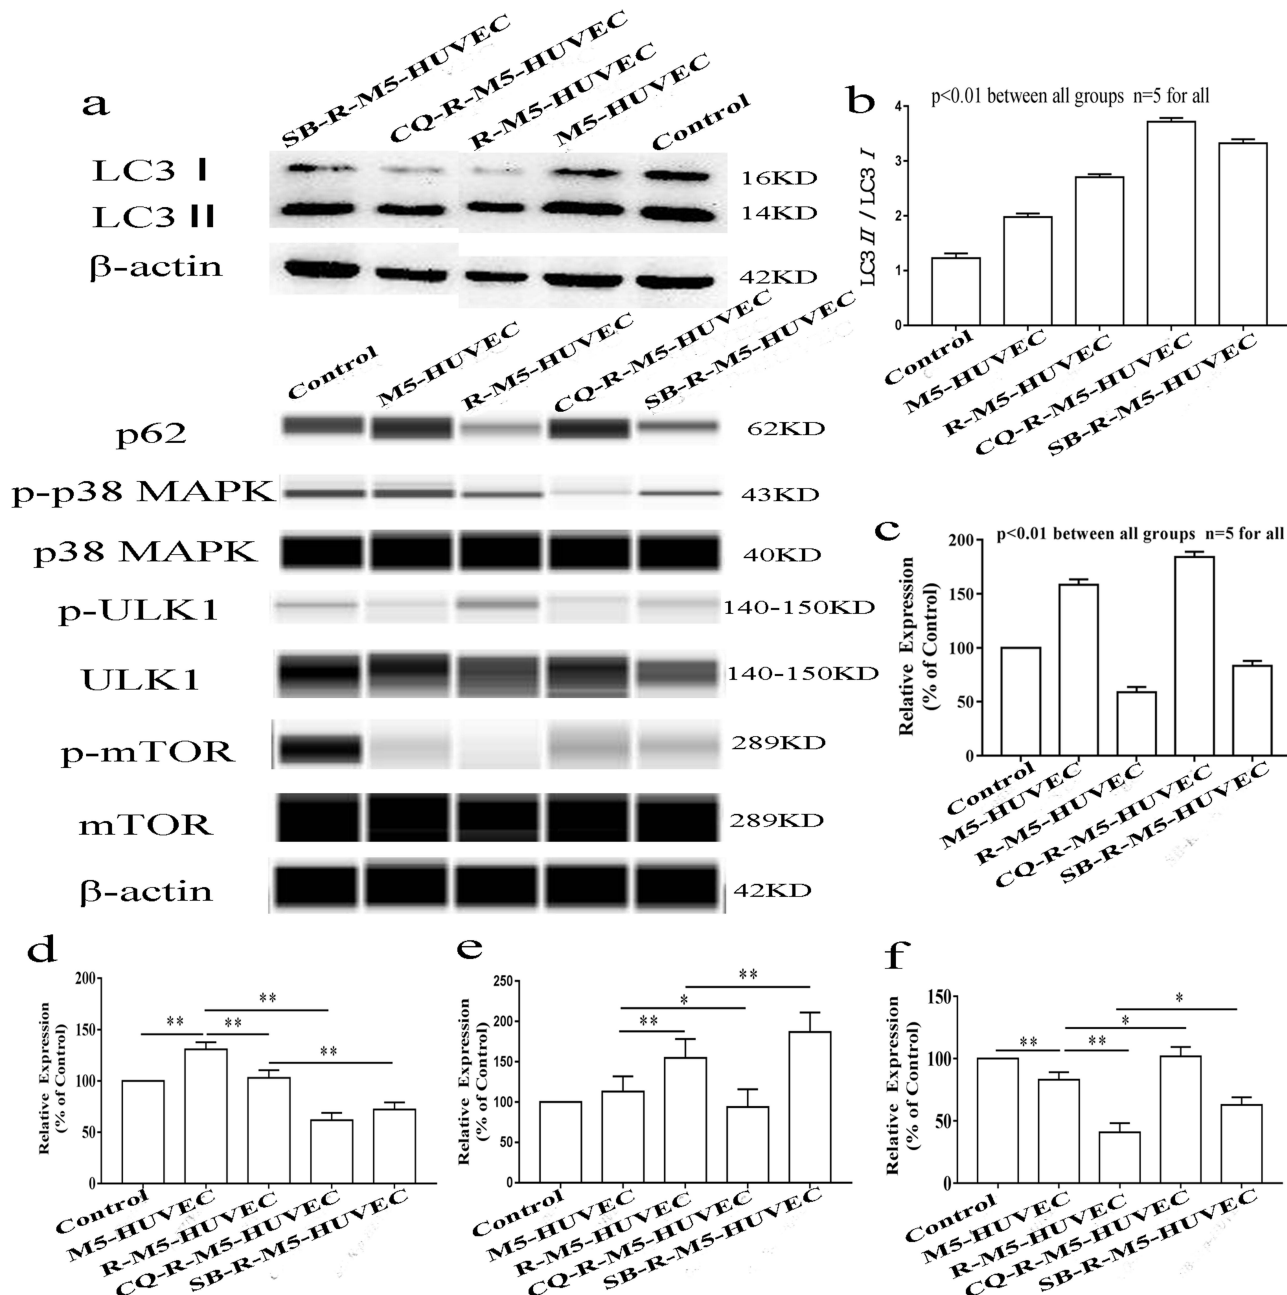 a
SB-R-M5-HUVEC
CQ-R-M5-HUVEC
R-M5-HUVEC
M5-HUVEC
Control
LC3 I
16KD
LC3 II
14KD
β-actin
42KD
Control
M5-HUVEC
R-M5-HUVEC
CQ-R-M5-HUVEC
SB-R-M5-HUVEC
p62
62KD
p-p38 MAPK
43KD
p38 MAPK
40KD
p-ULK1
140-150KD
ULK1
140-150KD
p-mTOR
289KD
mTOR
289KD
β-actin
42KD
b
p<0.01 between all groups n=5 for all
LC3 II / LC3 I
4
3
2
1
0
Control
M5-HUVEC
R-M5-HUVEC
CQ-R-M5-HUVEC
SB-R-M5-HUVEC
c
p<0.01 between all groups n=5 for all
Relative Expression
(% of Control)
200
150
100
50
0
Control
M5-HUVEC
R-M5-HUVEC
CQ-R-M5-HUVEC
SB-R-M5-HUVEC
d
Relative Expression
(% of Control)
200
150
100
50
0
**
** **
**
Control
M5-HUVEC
R-M5-HUVEC
CQ-R-M5-HUVEC
SB-R-M5-HUVEC
e
Relative Expression
(% of Control)
250
200
150
100
50
0
**
*
**
Control
M5-HUVEC
R-M5-HUVEC
CQ-R-M5-HUVEC
SB-R-M5-HUVEC
f
Relative Expression
(% of Control)
150
100
50
0
*
*
** **
Control
M5-HUVEC
R-M5-HUVEC
CQ-R-M5-HUVEC
SB-R-M5-HUVEC